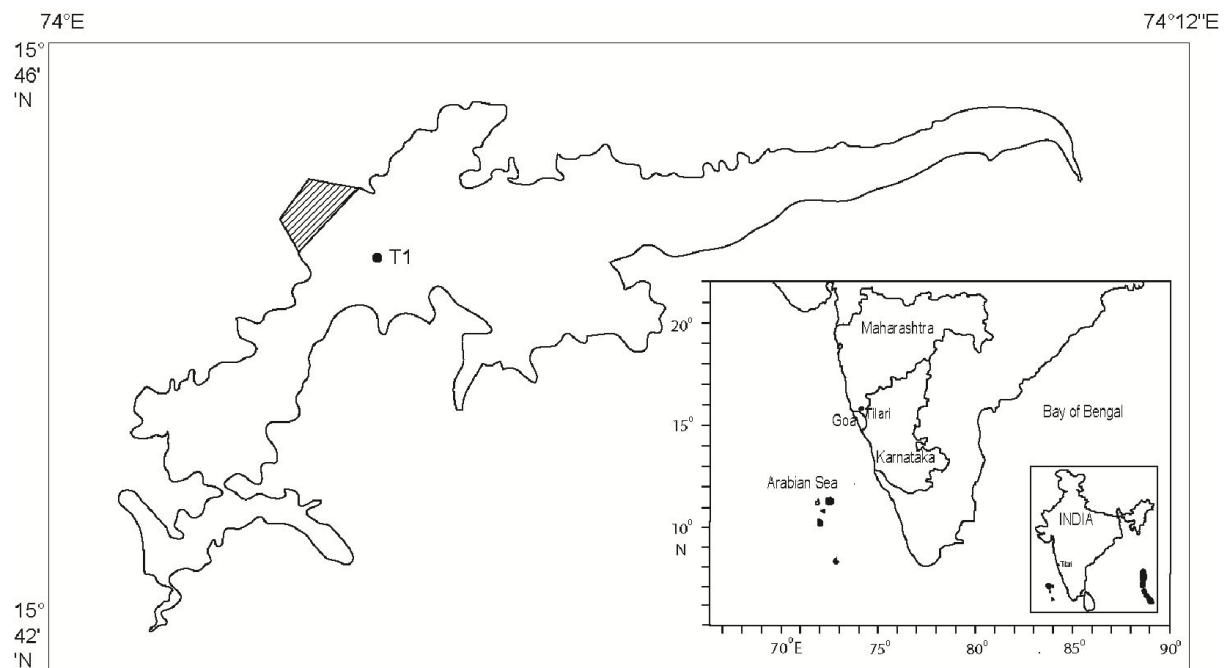 74°E
74°12"E
15°
46'
'N
T1
20°
Maharashtra
Bay of Bengal
Goa
Tilari
15°
Karnataka
Arabian Sea
INDIA
Tilari
10°
N
15°
42'
'N
70°E
75°
80°
85°
90°